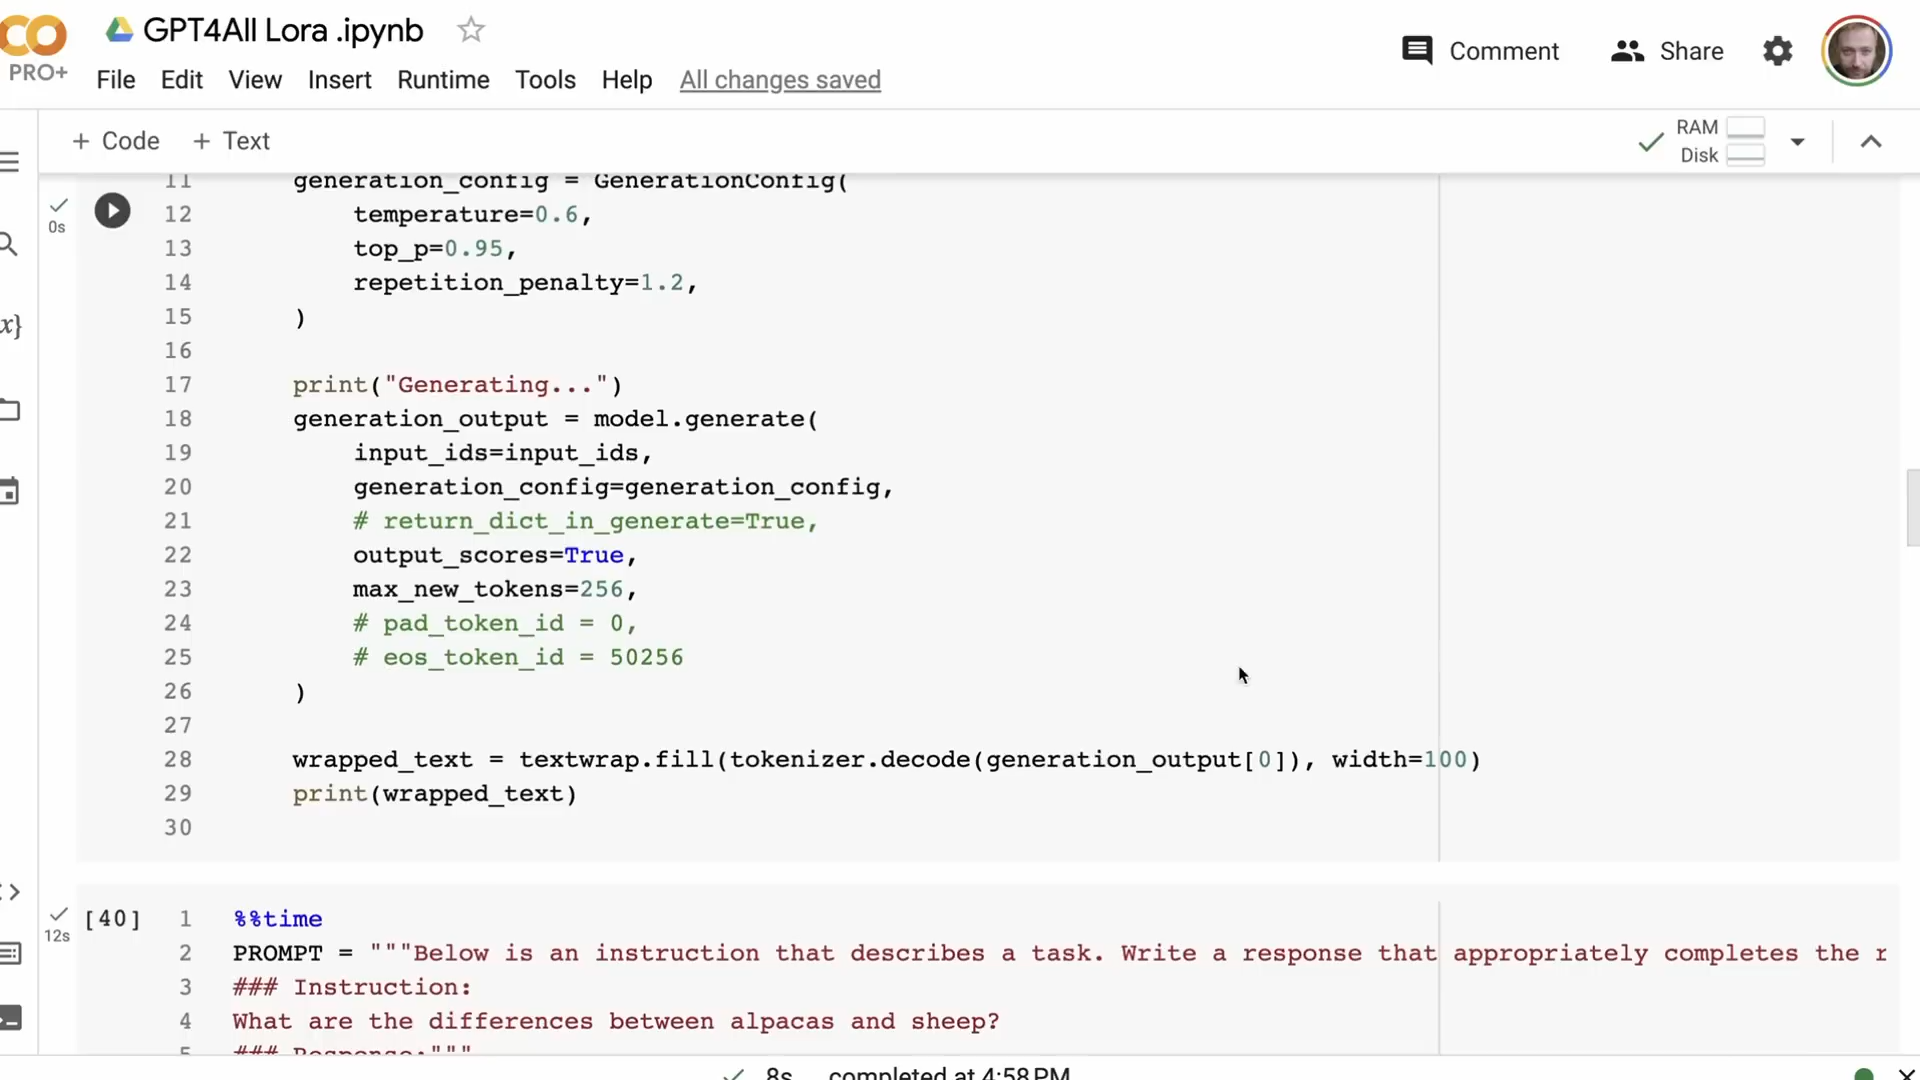 GPT4All Lora .ipynb
PRO+
File Edit View Insert Runtime Tools Help All changes saved
Comment Share
+ Code + Text
RAM
Disk
0s
11 generation_config = GenerationConfig(
12 temperature=0.6,
13 top_p=0.95,
14 repetition_penalty=1.2,
15 )
16
17 print("Generating...")
18 generation_output = model.generate(
19 input_ids=input_ids,
20 generation_config=generation_config,
21 # return_dict_in_generate=True,
22 output_scores=True,
23 max_new_tokens=256,
24 # pad_token_id = 0,
25 # eos_token_id = 50256
26 )
27
28 wrapped_text = textwrap.fill(tokenizer.decode(generation_output[0]), width=100)
29 print(wrapped_text)
30
12s
[40] 1 %%time
2 PROMPT = """Below is an instruction that describes a task. Write a response that appropriately completes the r
3 ### Instruction:
4 What are the differences between alpacas and sheep?
5 ### Response:"""
8s completed at 4:58 PM